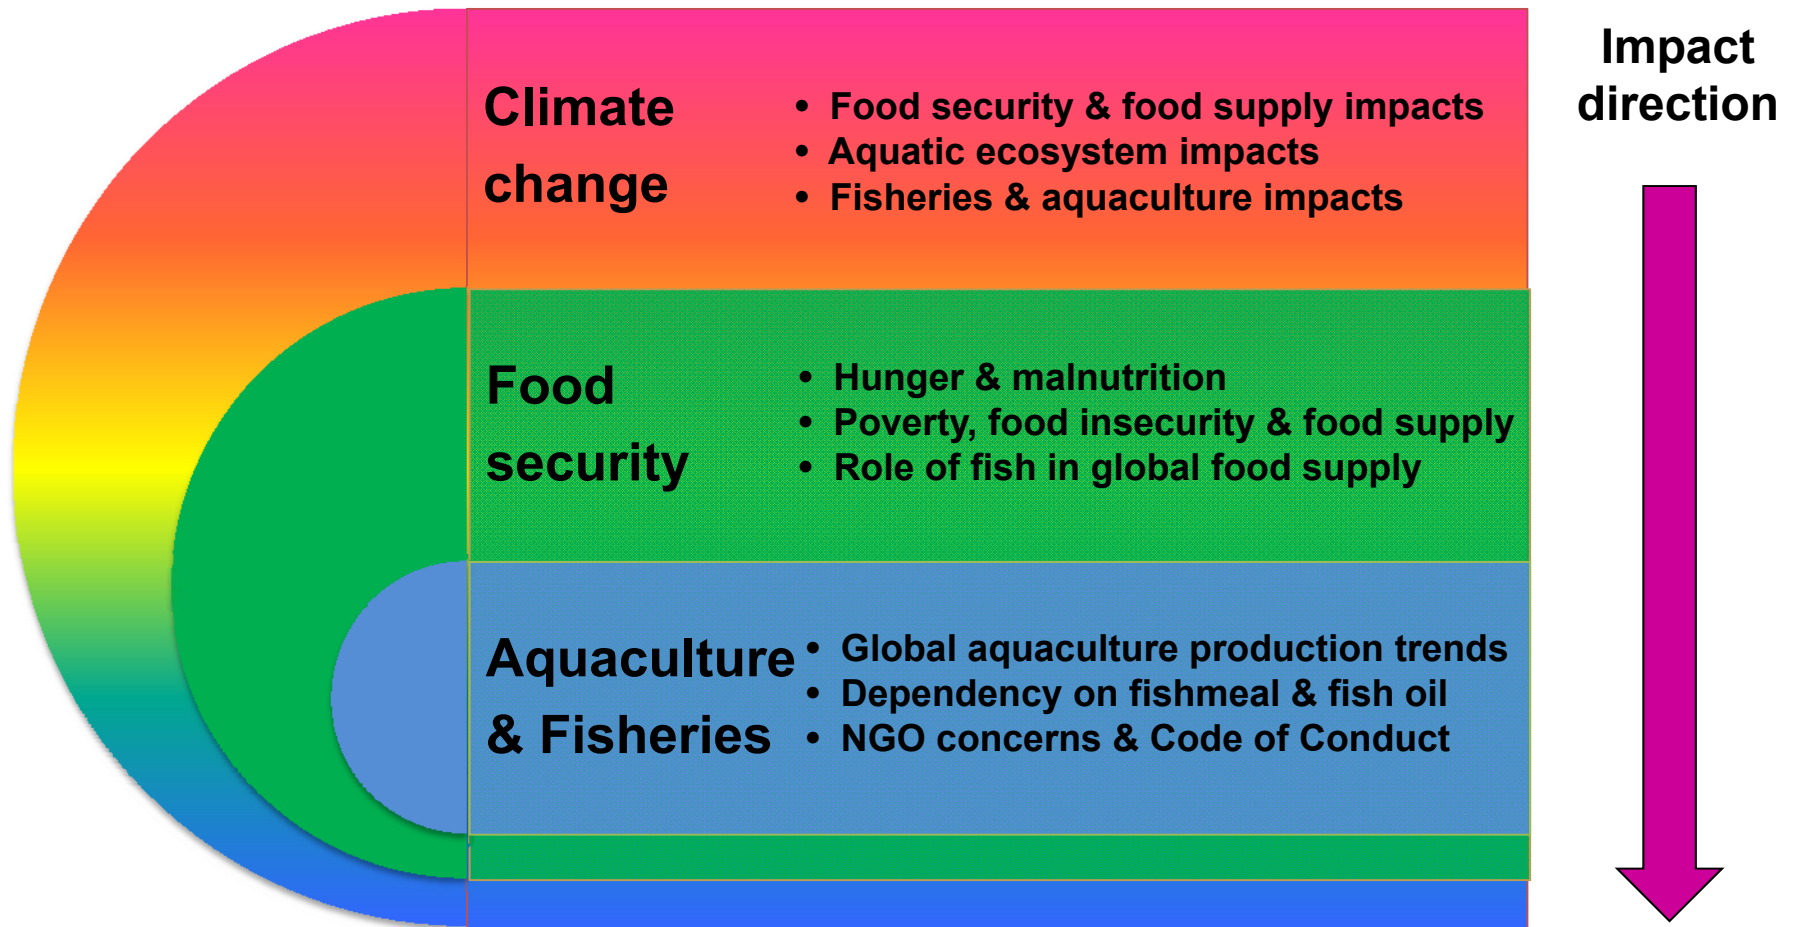 Impact
direction
Climate
change
• Food security & food supply impacts
• Aquatic ecosystem impacts
• Fisheries & aquaculture impacts
Food
security
• Hunger & malnutrition
• Poverty, food insecurity & food supply
• Role of fish in global food supply
Aquaculture
& Fisheries
• Global aquaculture production trends
• Dependency on fishmeal & fish oil
• NGO concerns & Code of Conduct